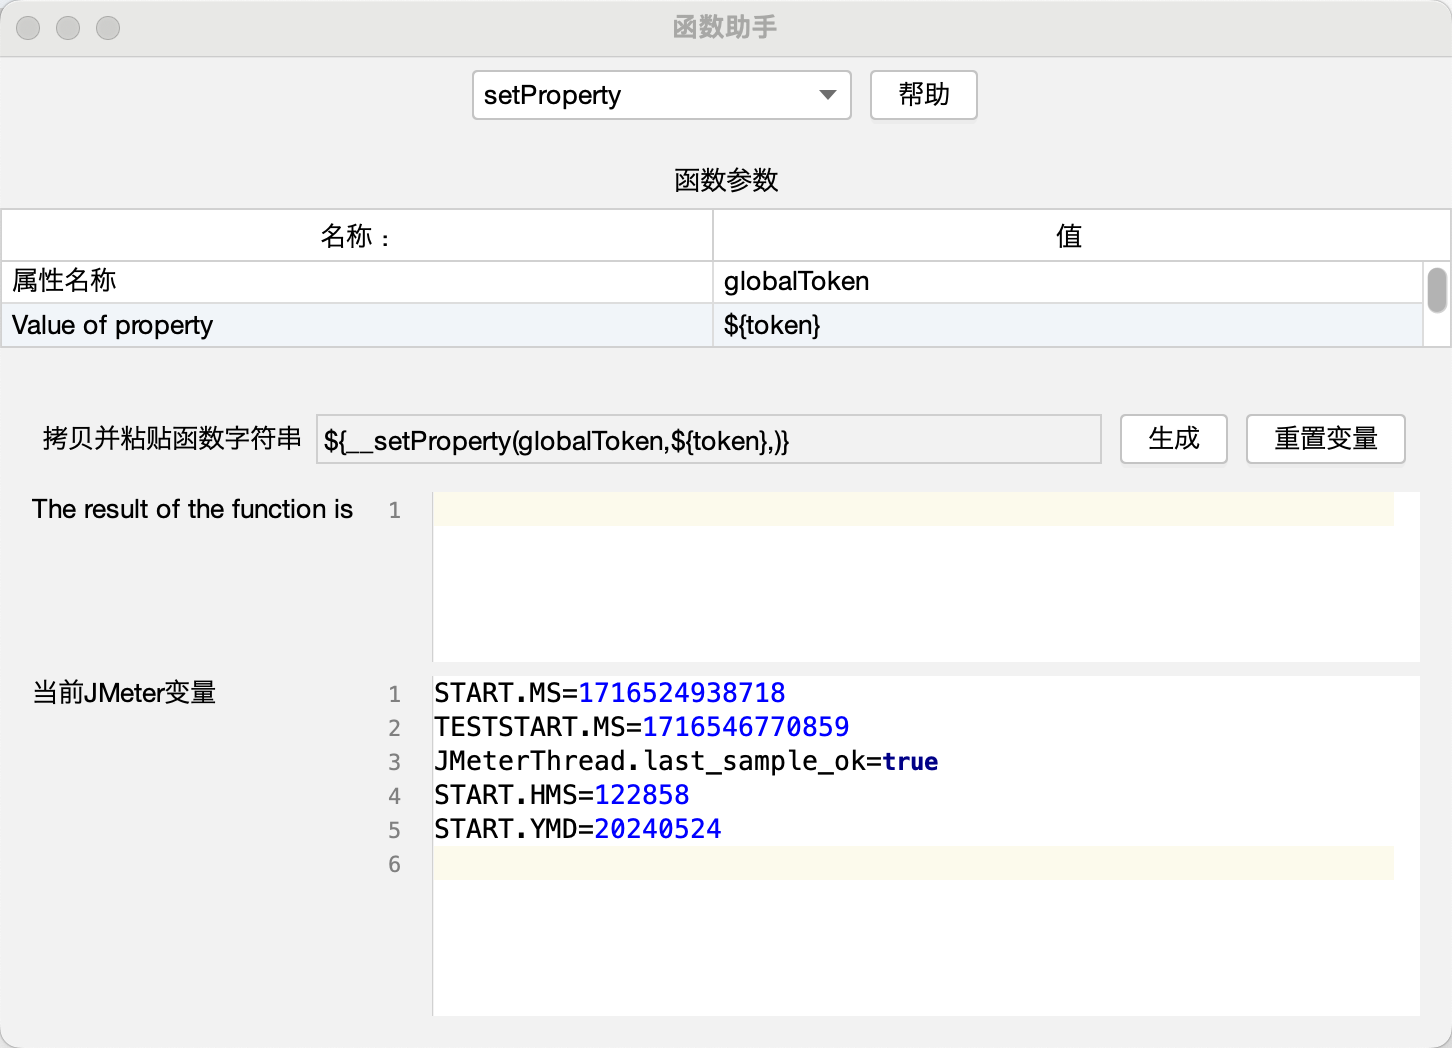 函数助手
setProperty
帮助
函数参数
名称：
值
属性名称
globalToken
Value of property
${token}
拷贝并粘贴函数字符串
${__setProperty(globalToken,${token},)}
生成
重置变量
The result of the function is
1
当前JMeter变量
1 START.MS=1716524938718
2 TESTSTART.MS=1716546770859
3 JMeterThread.last_sample_ok=true
4 START.HMS=122858
5 START.YMD=20240524
6